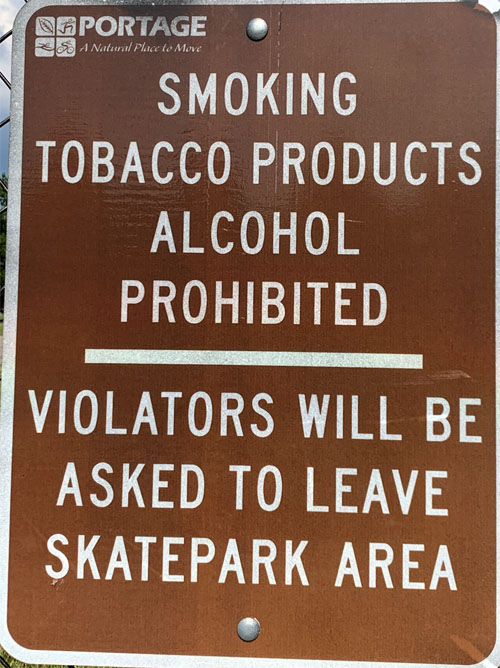 PORTAGE
A Natural Place to Move
SMOKING
TOBACCO PRODUCTS
ALCOHOL
PROHIBITED
VIOLATORS WILL BE
ASKED TO LEAVE
SKATEPARK AREA